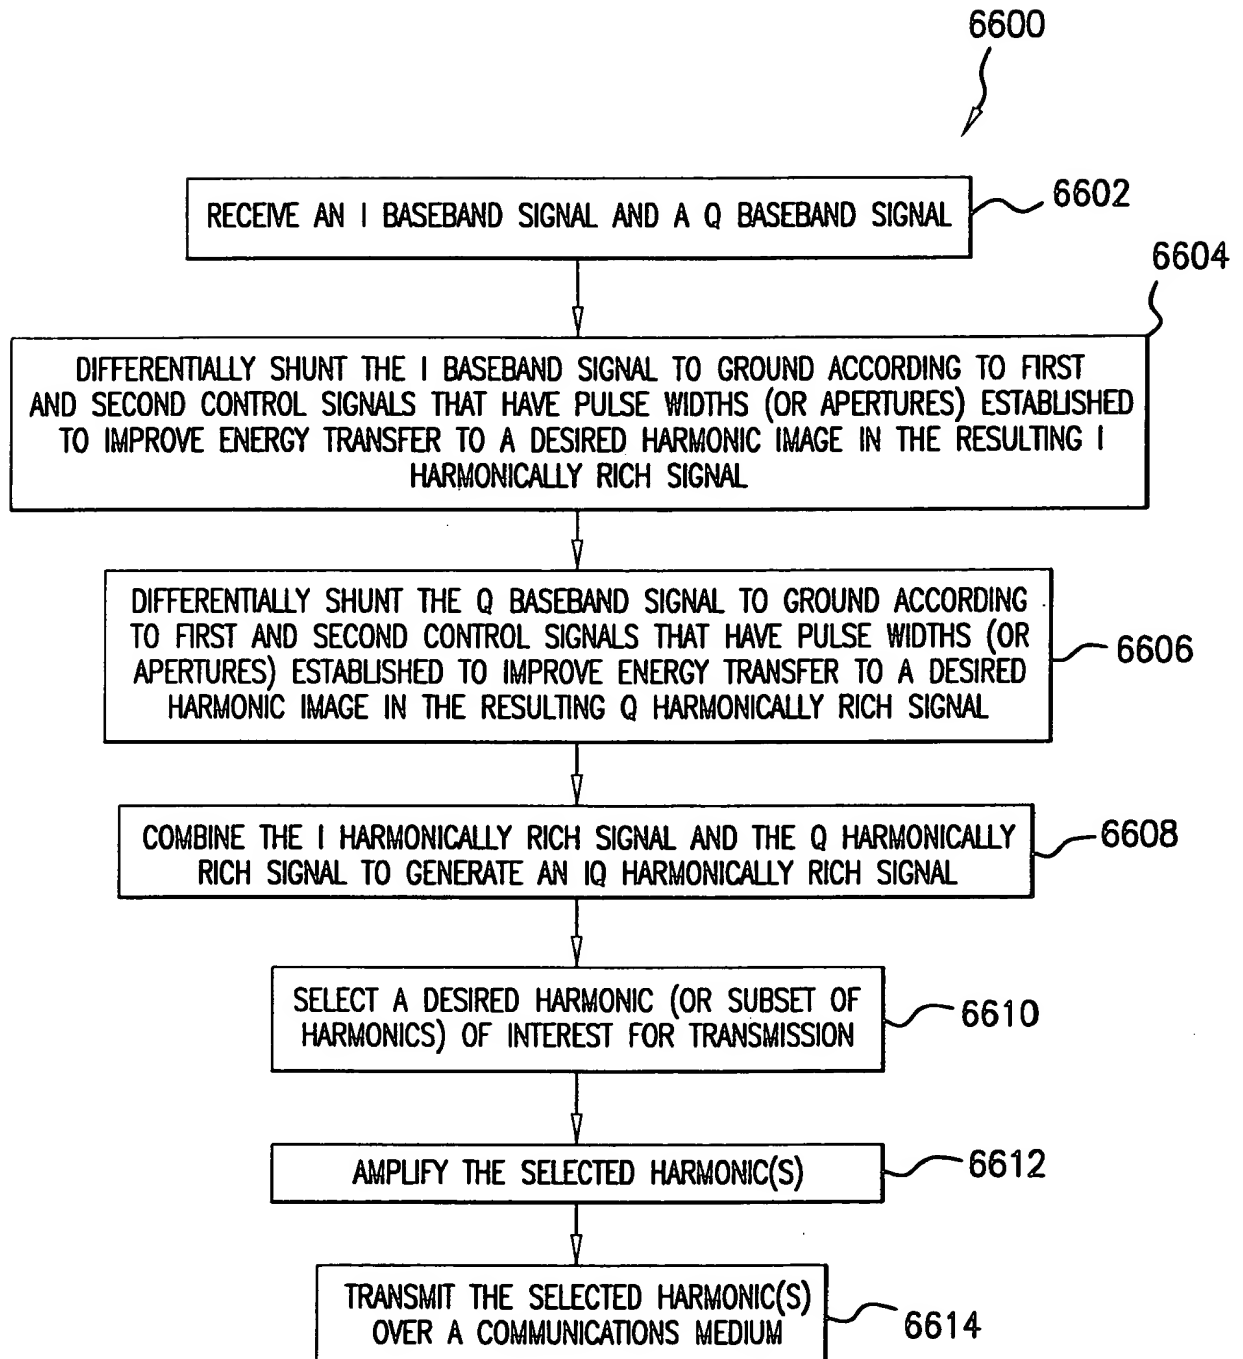 6600
RECEIVE AN I BASEBAND SIGNAL AND A Q BASEBAND SIGNAL
6602
6604
DIFFERENTIALLY SHUNT THE I BASEBAND SIGNAL TO GROUND ACCORDING TO FIRST
AND SECOND CONTROL SIGNALS THAT HAVE PULSE WIDTHS (OR APERTURES) ESTABLISHED
TO IMPROVE ENERGY TRANSFER TO A DESIRED HARMONIC IMAGE IN THE RESULTING I
HARMONICALLY RICH SIGNAL
DIFFERENTIALLY SHUNT THE Q BASEBAND SIGNAL TO GROUND ACCORDING
TO FIRST AND SECOND CONTROL SIGNALS THAT HAVE PULSE WIDTHS (OR
APERTURES) ESTABLISHED TO IMPROVE ENERGY TRANSFER TO A DESIRED
HARMONIC IMAGE IN THE RESULTING Q HARMONICALLY RICH SIGNAL
6606
COMBINE THE I HARMONICALLY RICH SIGNAL AND THE Q HARMONICALLY
RICH SIGNAL TO GENERATE AN IQ HARMONICALLY RICH SIGNAL
6608
SELECT A DESIRED HARMONIC (OR SUBSET OF
HARMONICS) OF INTEREST FOR TRANSMISSION
6610
AMPLIFY THE SELECTED HARMONIC(S)
6612
TRANSMIT THE SELECTED HARMONIC(S)
OVER A COMMUNICATIONS MEDIUM
6614